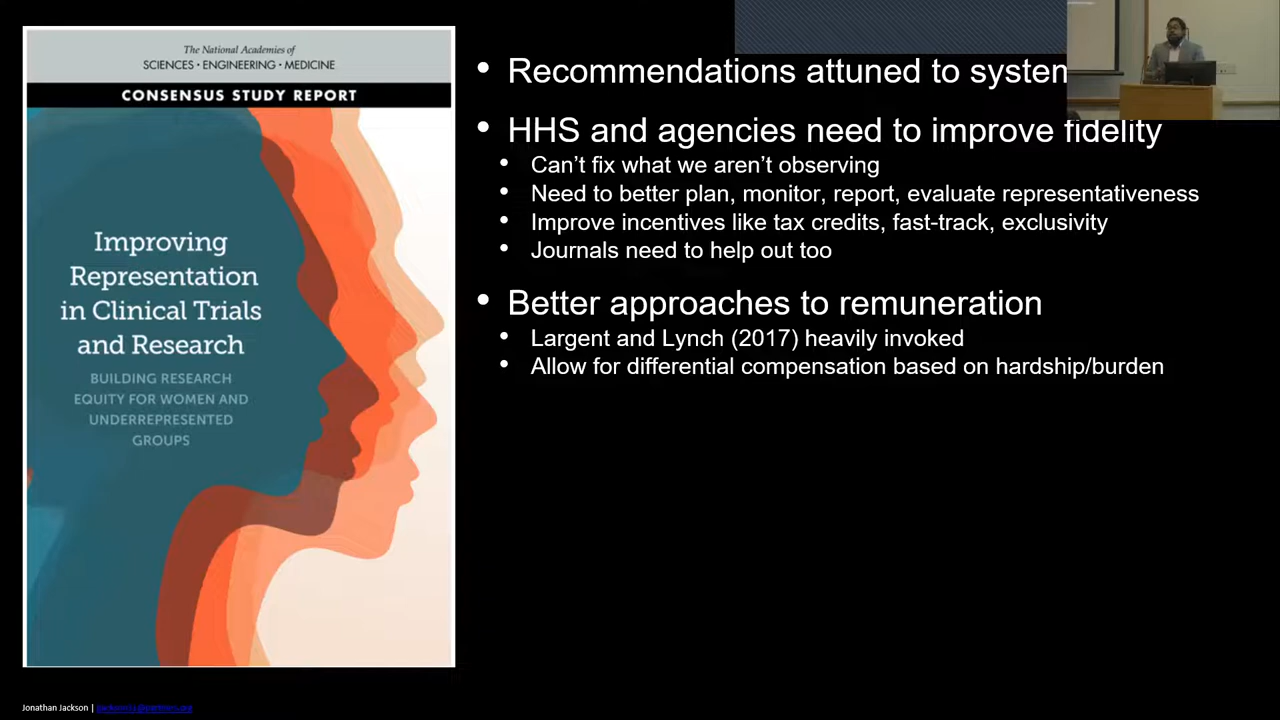 The National Academies of
SCIENCES • ENGINEERING • MEDICINE
CONSENSUS STUDY REPORT
Improving
Representation
in Clinical Trials
and Research
BUILDING RESEARCH
EQUITY FOR WOMEN AND
UNDERREPRESENTED
GROUPS
• Recommendations attuned to system
• HHS and agencies need to improve fidelity
• Can't fix what we aren't observing
• Need to better plan, monitor, report, evaluate representativeness
• Improve incentives like tax credits, fast-track, exclusivity
• Journals need to help out too
• Better approaches to remuneration
• Largent and Lynch (2017) heavily invoked
• Allow for differential compensation based on hardship/burden
Jonathan Jackson |